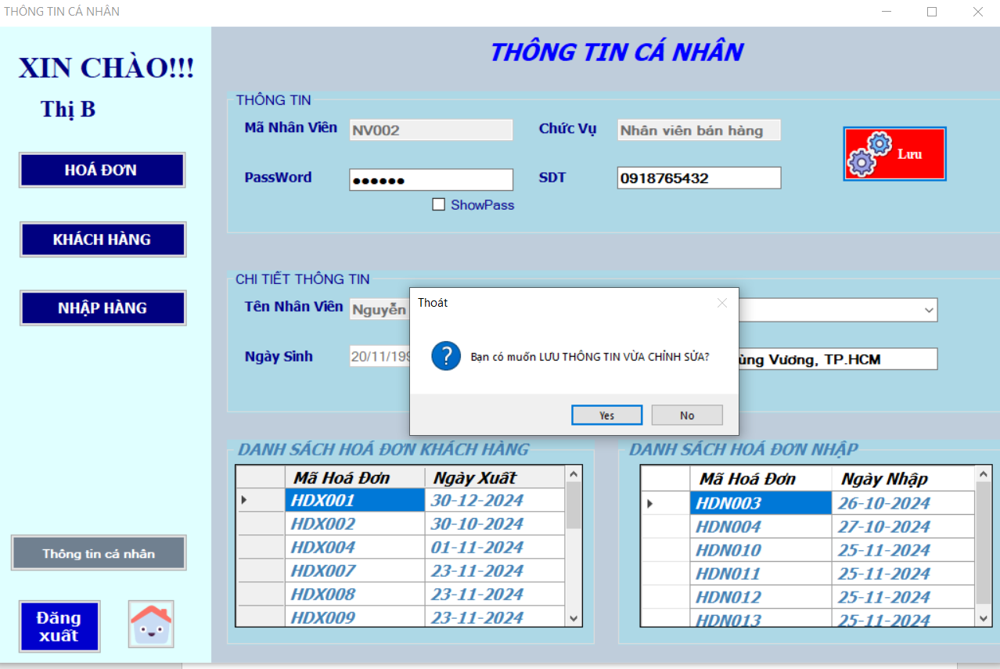 THÔNG TIN CÁ NHÂN
XIN CHÀO!!!
Thị B
HOÁ ĐƠN
KHÁCH HÀNG
NHẬP HÀNG
Thông tin cá nhân
Đăng
xuất
THÔNG TIN CÁ NHÂN
THÔNG TIN
Mã Nhân Viên NV002 Chức Vụ Nhân viên bán hàng
Lưu
PassWord ●●●●●● SDT 0918765432
ShowPass
CHI TIẾT THÔNG TIN
Tên Nhân Viên Nguyễn
Ngày Sinh 20/11/199
Vương, TP.HCM
Thoát
Bạn có muốn LƯU THÔNG TIN VỪA CHỈNH SỬA?
Yes No
DANH SÁCH HOÁ ĐƠN KHÁCH HÀNG
Mã Hoá Đơn Ngày Xuất
HDX001 30-12-2024
HDX002 30-10-2024
HDX004 01-11-2024
HDX007 23-11-2024
HDX008 23-11-2024
HDX009 23-11-2024
DANH SÁCH HOÁ ĐƠN NHẬP
Mã Hoá Đơn Ngày Nhập
HDN003 26-10-2024
HDN004 27-10-2024
HDN010 25-11-2024
HDN011 25-11-2024
HDN012 25-11-2024
HDN013 25-11-2024